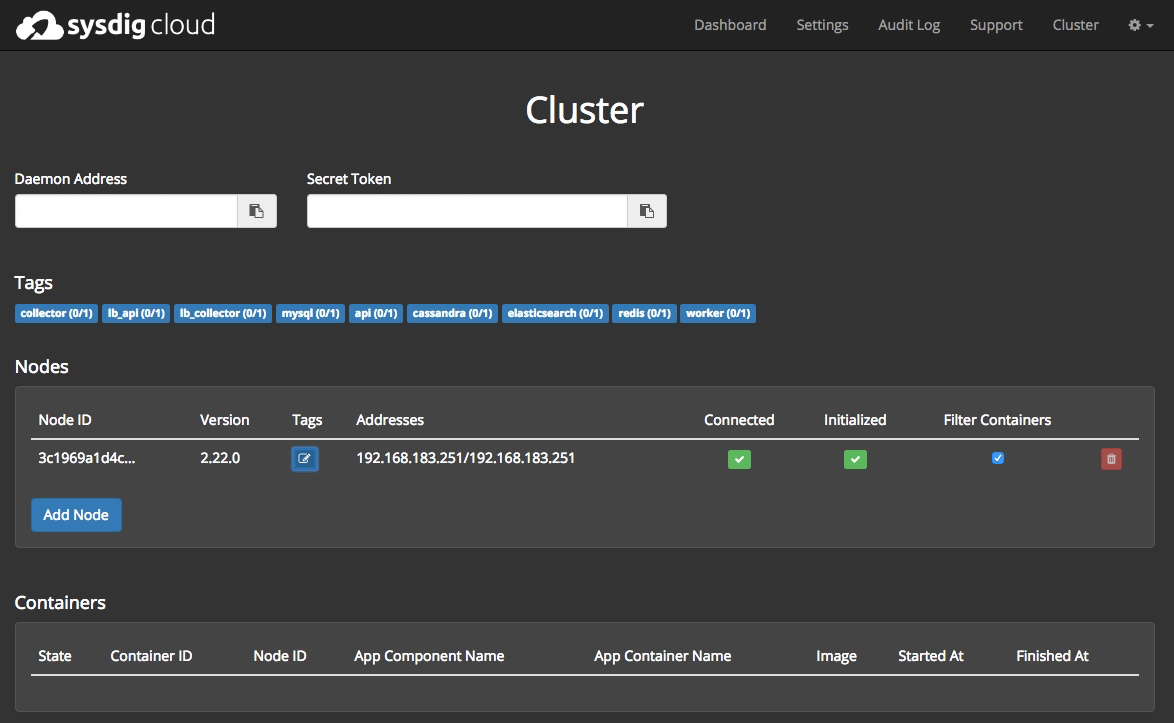 sysdig cloud Dashboard Settings Audit Log Support Cluster
Cluster
Daemon Address Secret Token
Tags
collector (0/1) lb_api (0/1) lb_collector (0/1) mysql (0/1) api (0/1) cassandra (0/1) elasticsearch (0/1) redis (0/1) worker (0/1)
Nodes
Node ID Version Tags Addresses Connected Initialized Filter Containers
3c1969a1d4c... 2.22.0 192.168.183.251/192.168.183.251
Add Node
Containers
State Container ID Node ID App Component Name App Container Name Image Started At Finished At